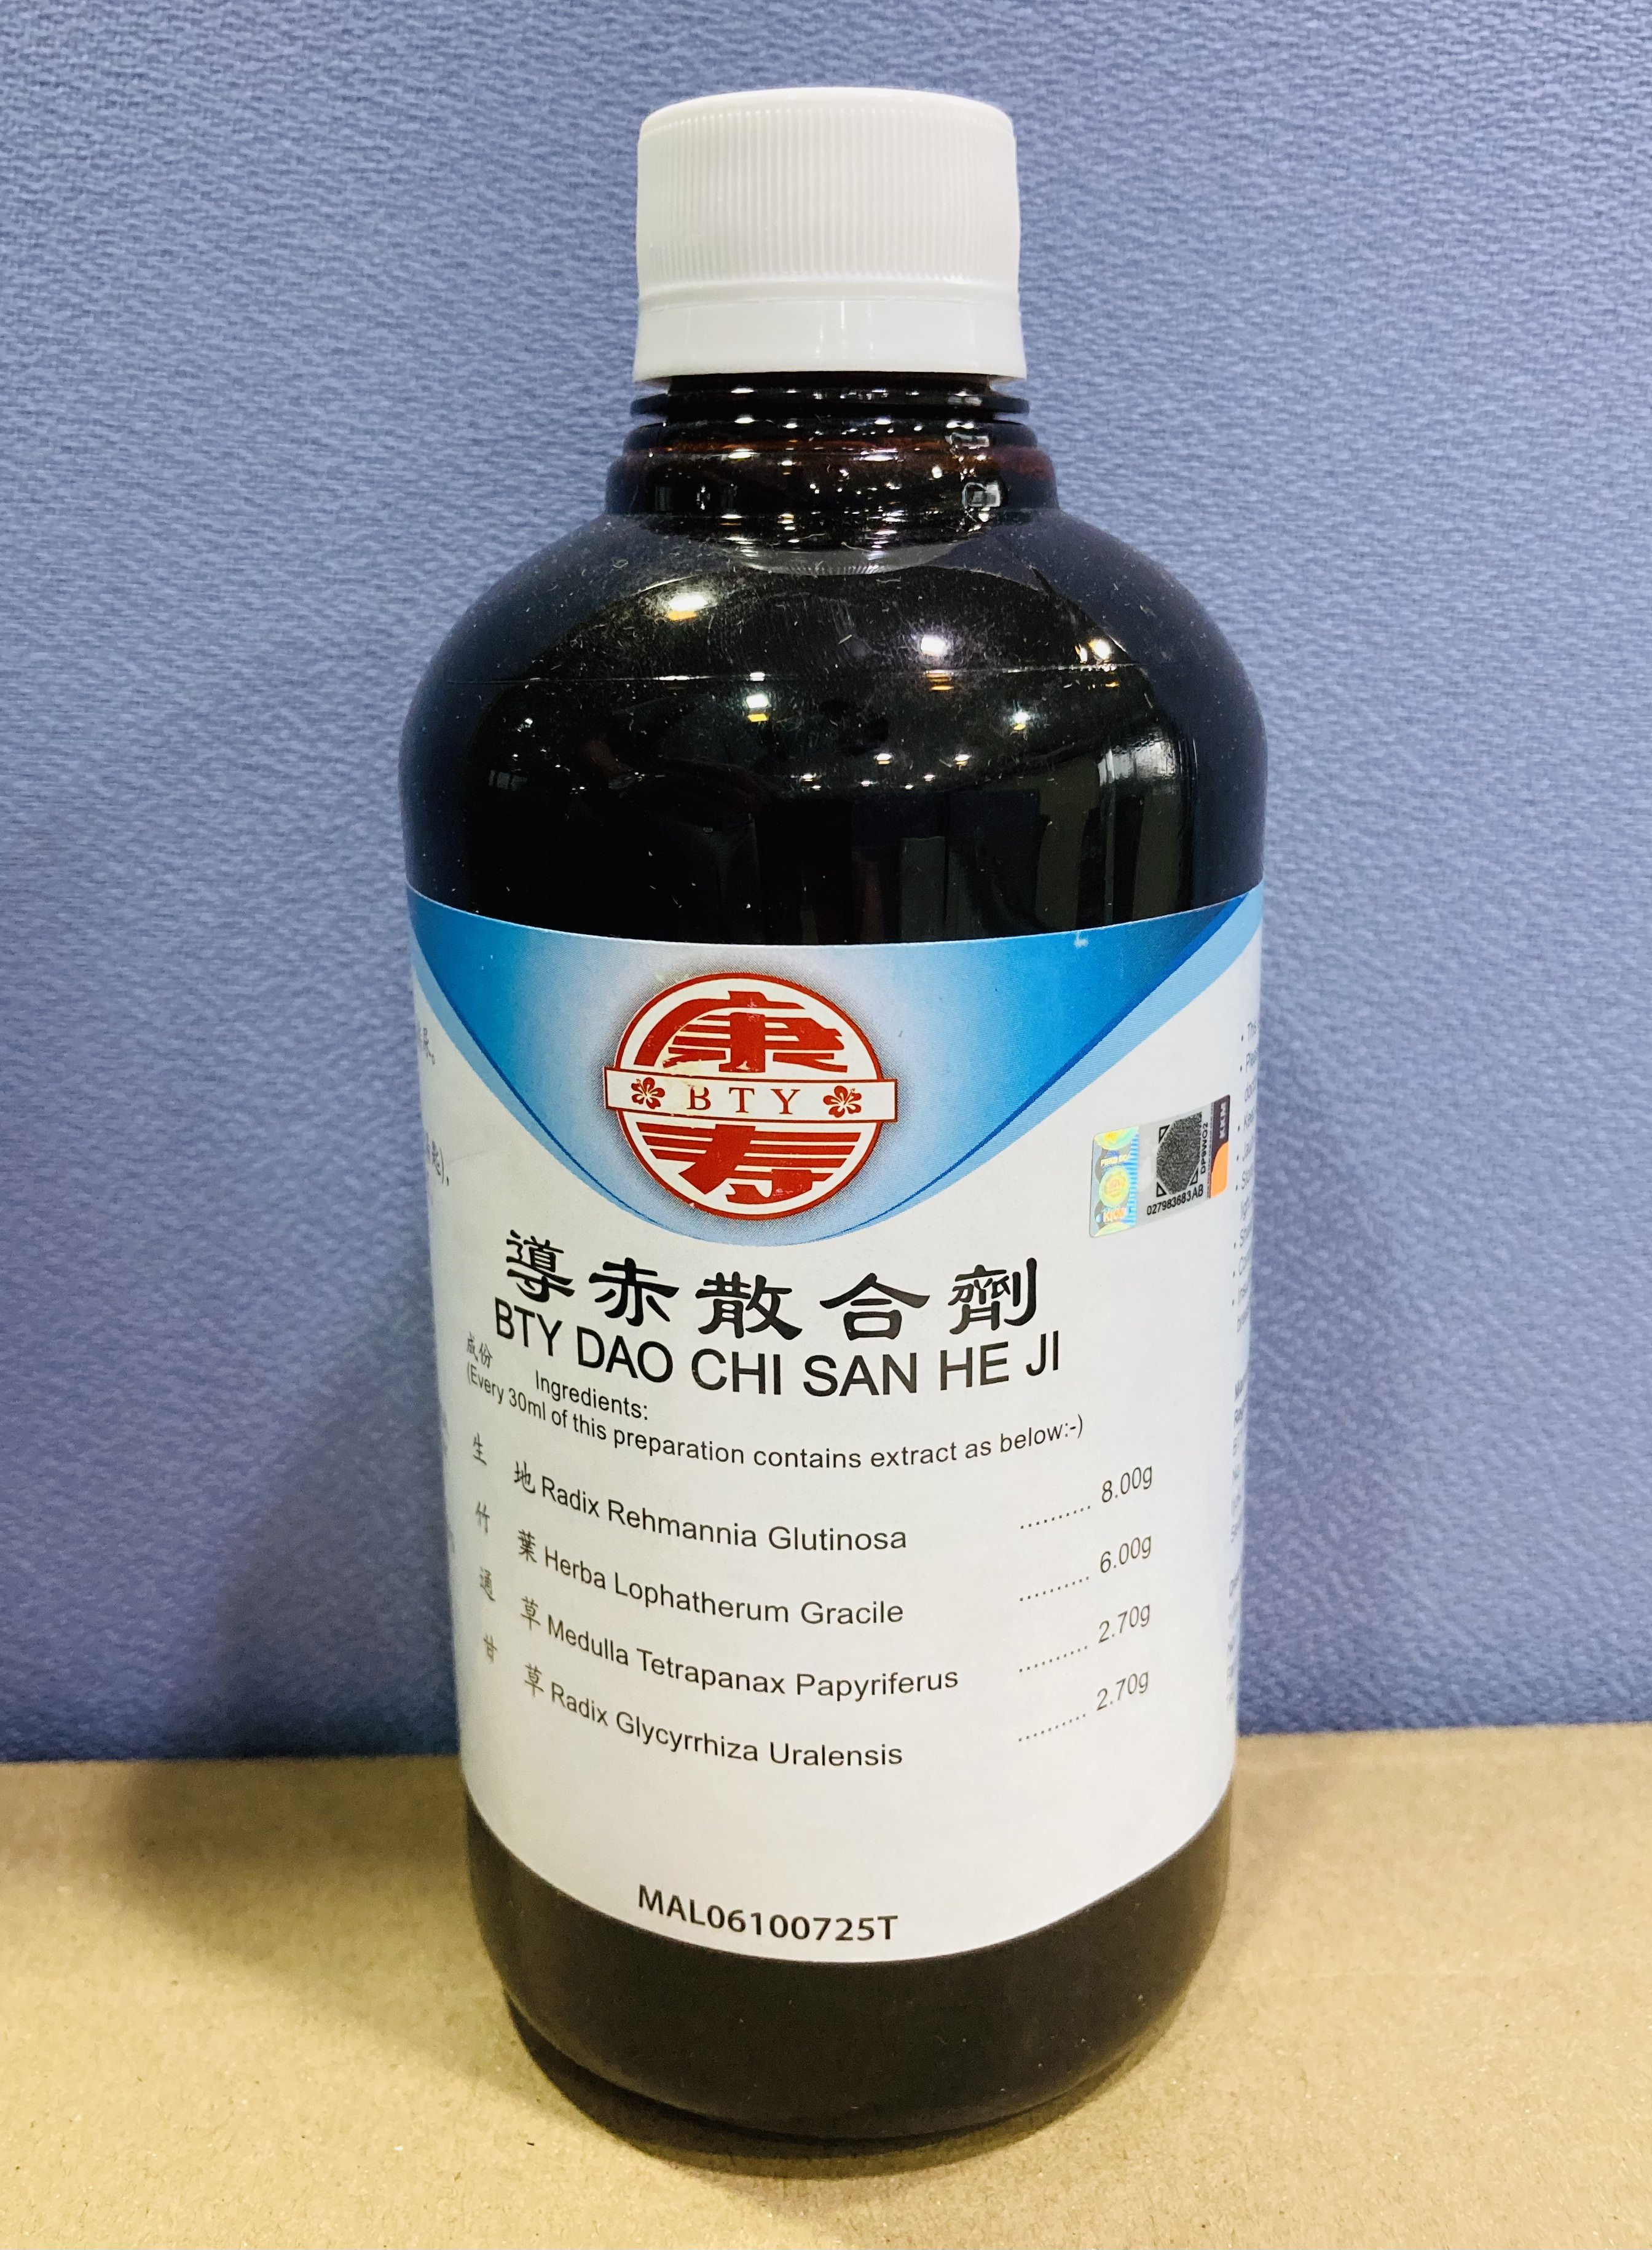 康
BTY
寿
KKM
DP9WO2
027983683AB
導赤散合劑
BTY DAO CHI SAN HE JI
成份 Ingredients:
(Every 30ml of this preparation contains extract as below:-)
生地 Radix Rehmannia Glutinosa .......... 8.00g
竹葉 Herba Lophatherum Gracile .......... 6.00g
通草 Medulla Tetrapanax Papyriferus .......... 2.70g
甘草 Radix Glycyrrhiza Uralensis .......... 2.70g
MAL06100725T